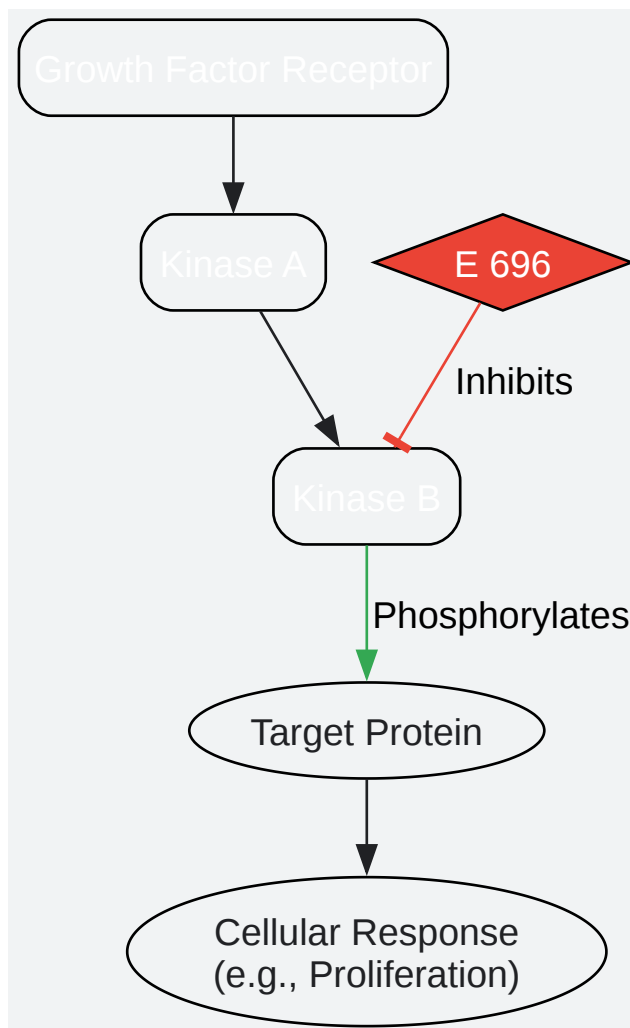 Growth Factor Receptor
Kinase A
E 696
Inhibits
Kinase B
Phosphorylates
Target Protein
Cellular Response
(e.g., Proliferation)